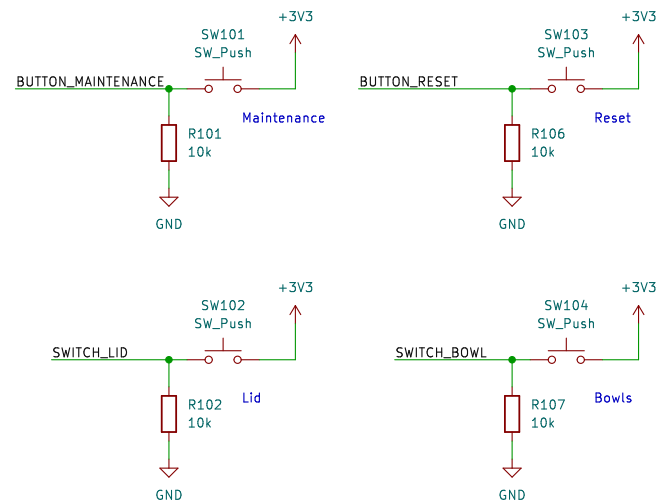 +3V3
SW101
SW_Push
BUTTON_MAINTENANCE
Maintenance
R101
10k
GND
+3V3
SW103
SW_Push
BUTTON_RESET
Reset
R106
10k
GND
+3V3
SW102
SW_Push
SWITCH_LID
Lid
R102
10k
GND
+3V3
SW104
SW_Push
SWITCH_BOWL
Bowls
R107
10k
GND